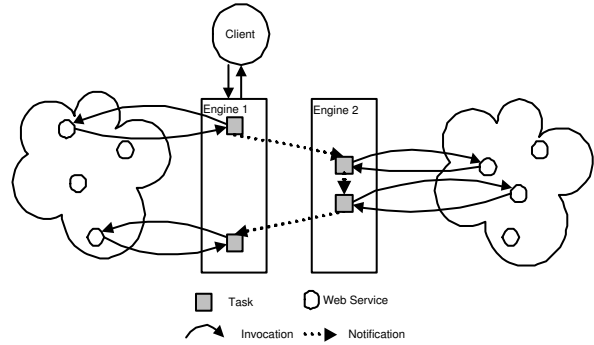 Client
Engine 1
Engine 2
Task
Web Service
Invocation
Notification